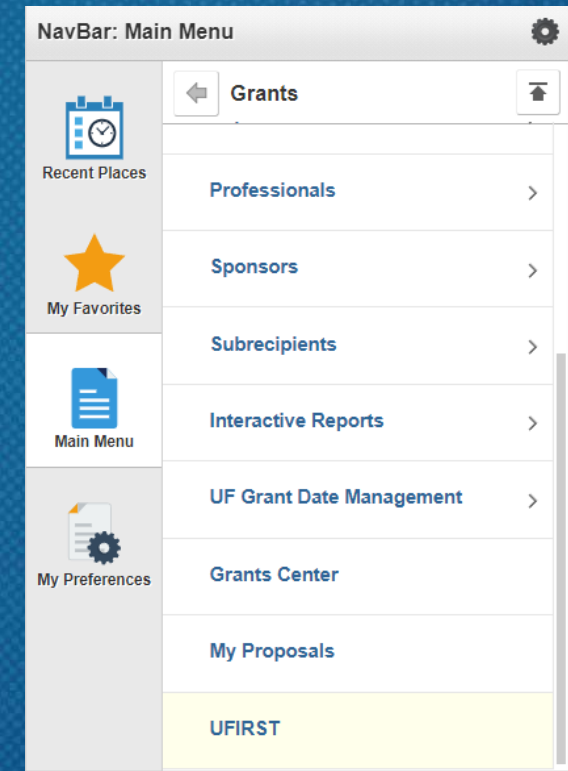 NavBar: Main Menu
Grants
Recent Places
My Favorites
Main Menu
My Preferences
Professionals
Sponsors
Subrecipients
Interactive Reports
UF Grant Date Management
Grants Center
My Proposals
UFIRST